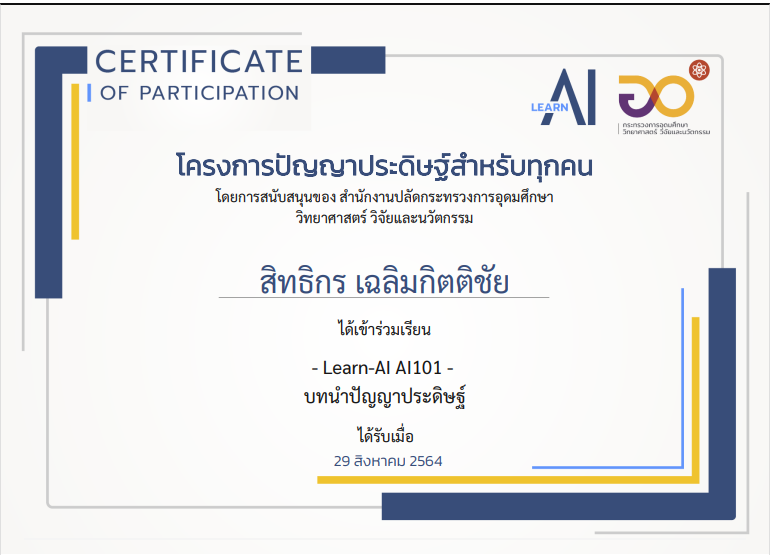 CERTIFICATE
OF PARTICIPATION
LEARN AI
กระทรวงการอุดมศึกษา
วิทยาศาสตร์ วิจัยและนวัตกรรม
โครงการปัญญาประดิษฐ์สำหรับทุกคน
โดยการสนับสนุนของ สำนักงานปลัดกระทรวงการอุดมศึกษา
วิทยาศาสตร์ วิจัยและนวัตกรรม
สิทธิกร เฉลิมกิตติชัย
ได้เข้าร่วมเรียน
- Learn-AI AI101 -
บทนำปัญญาประดิษฐ์
ได้รับเมื่อ
29 สิงหาคม 2564